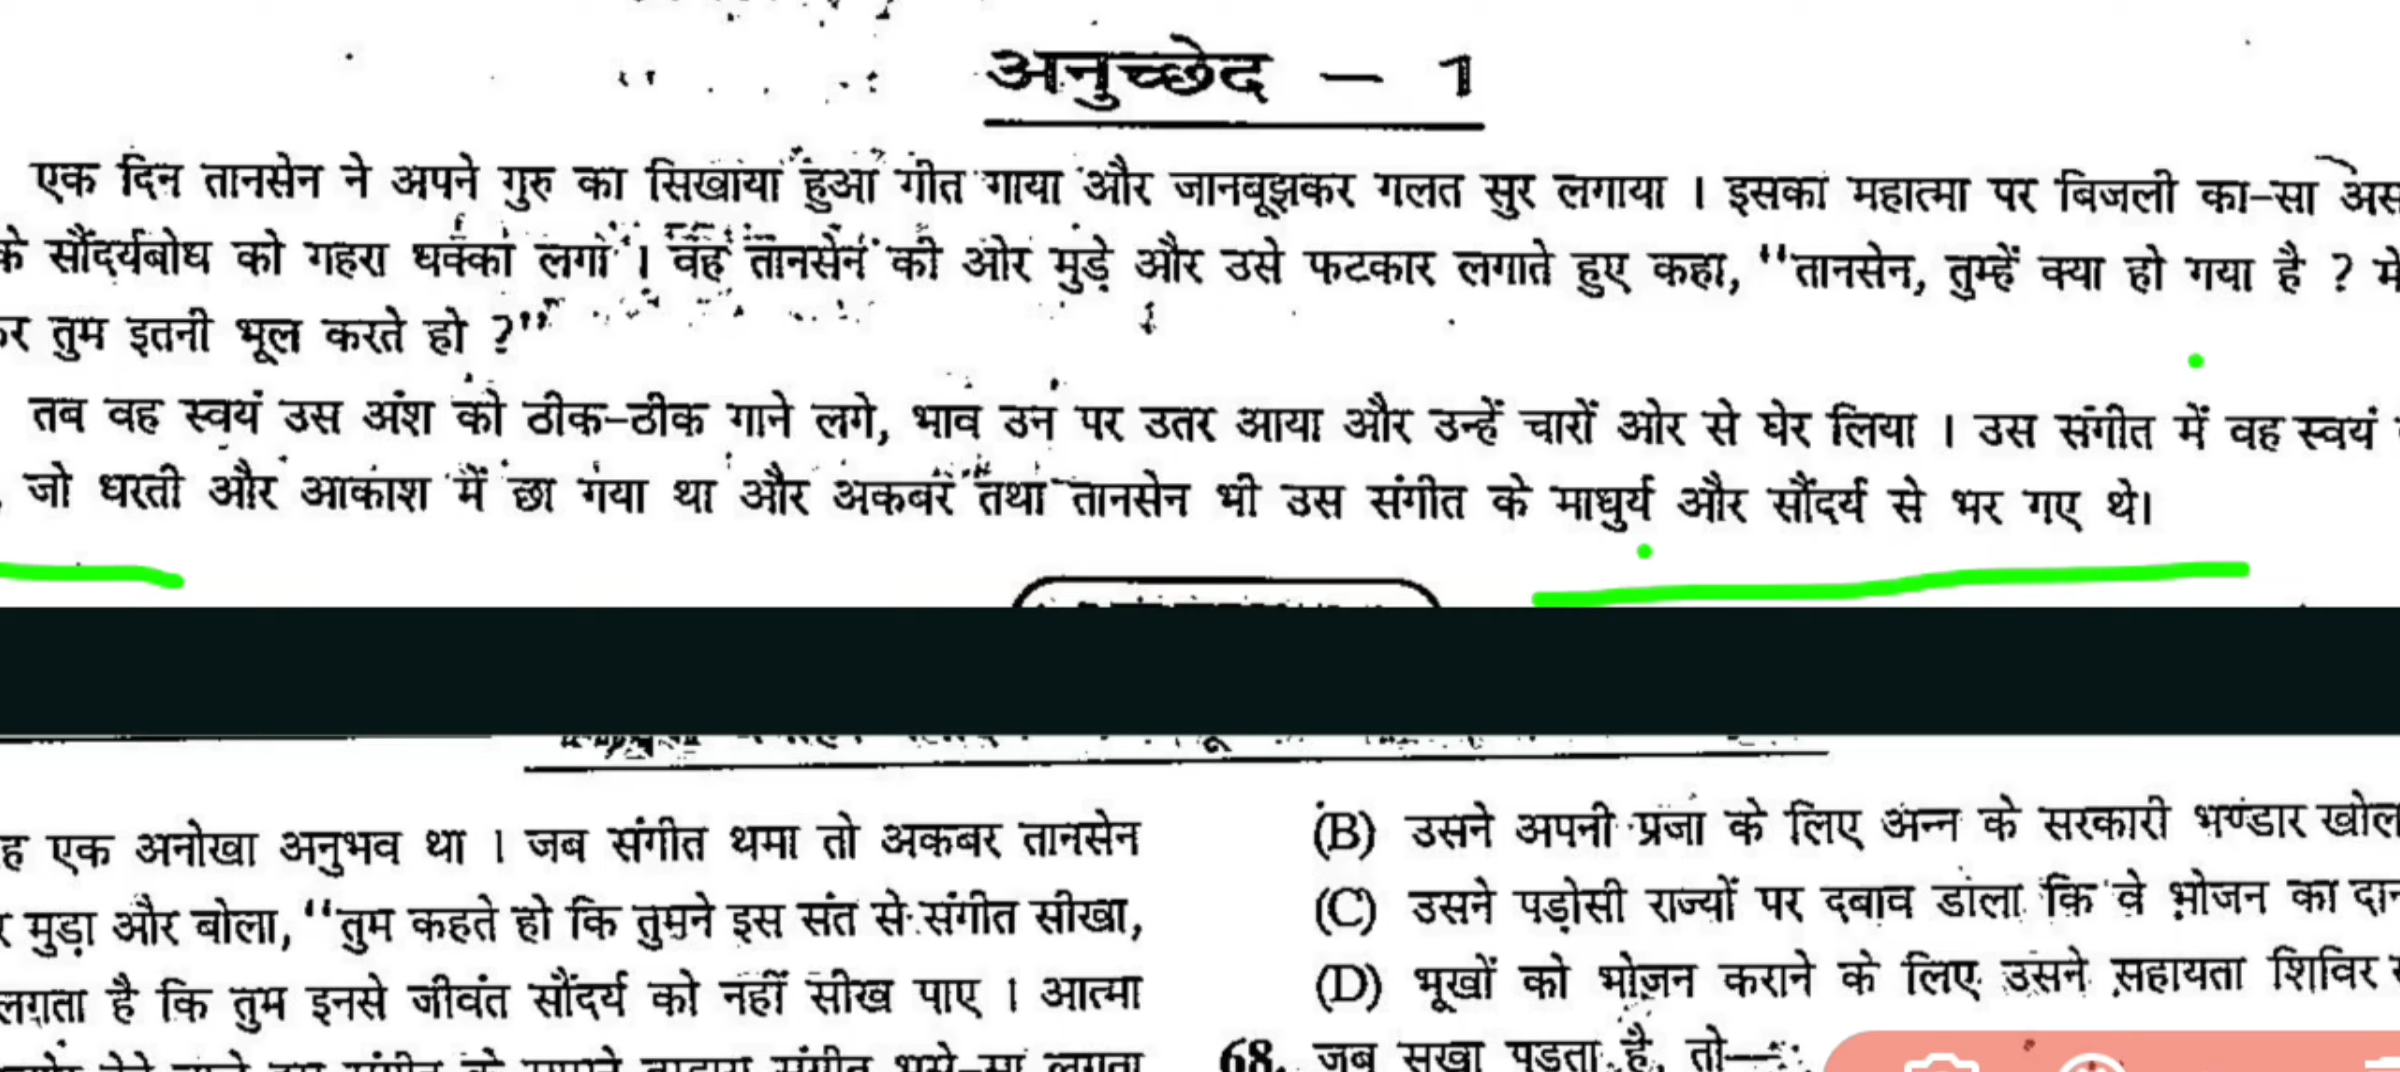 अनुच्छेद – 1
एक दिन तानसेन ने अपने गुरु का सिखाया हुआ गीत गाया और जानबूझकर गलत सुर लगाया । इसका महात्मा पर बिजली का-सा
के सौंदर्यबोध को गहरा धक्का लगा । वह तानसेन की ओर मुड़े और उसे फटकार लगाते हुए कहा, "तानसेन, तुम्हें क्या हो गया है ?
तुम इतनी भूल करते हो ?"
तब वह स्वयं उस अंश को ठीक-ठीक गाने लगे, भाव उन पर उतर आया और उन्हें चारों ओर से घेर लिया । उस संगीत में वह स्वयं
जो धरती और आकाश में छा गया था और अकबर तथा तानसेन भी उस संगीत के माधुर्य और सौंदर्य से भर गए थे।
एक अनोखा अनुभव था । जब संगीत थमा तो अकबर तानसेन
मुड़ा और बोला, "तुम कहते हो कि तुमने इस संत से संगीत सीखा,
लगता है कि तुम इनसे जीवंत सौंदर्य को नहीं सीख पाए । आत्मा
संगीत लगता
(B) उसने अपनी प्रजा के लिए अन्न के सरकारी भण्डार खोल
(C) उसने पड़ोसी राज्यों पर दबाव डाला कि वे भोजन का दान
(D) भूखों को भोजन कराने के लिए उसने सहायता शिविर
68. जब सूखा पड़ता है, तो—